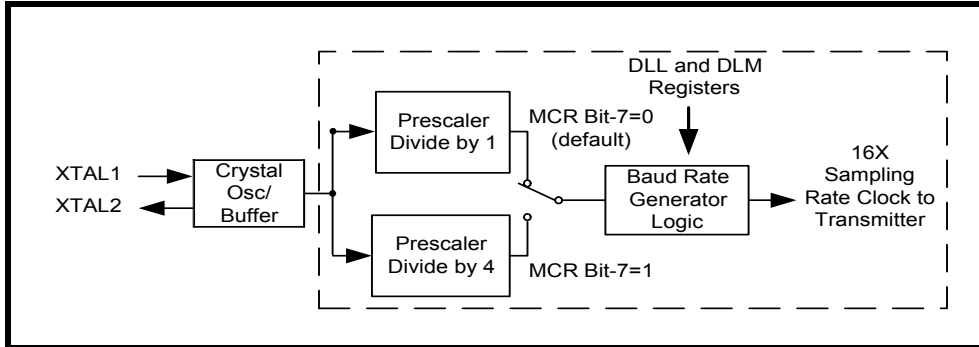 DLL and DLM
Registers
Prescaler
Divide by 1
MCR Bit-7=0
(default)
XTAL1
XTAL2
Crystal
Osc/
Buffer
Baud Rate
Generator
Logic
16X
Sampling
Rate Clock to
Transmitter
Prescaler
Divide by 4
MCR Bit-7=1